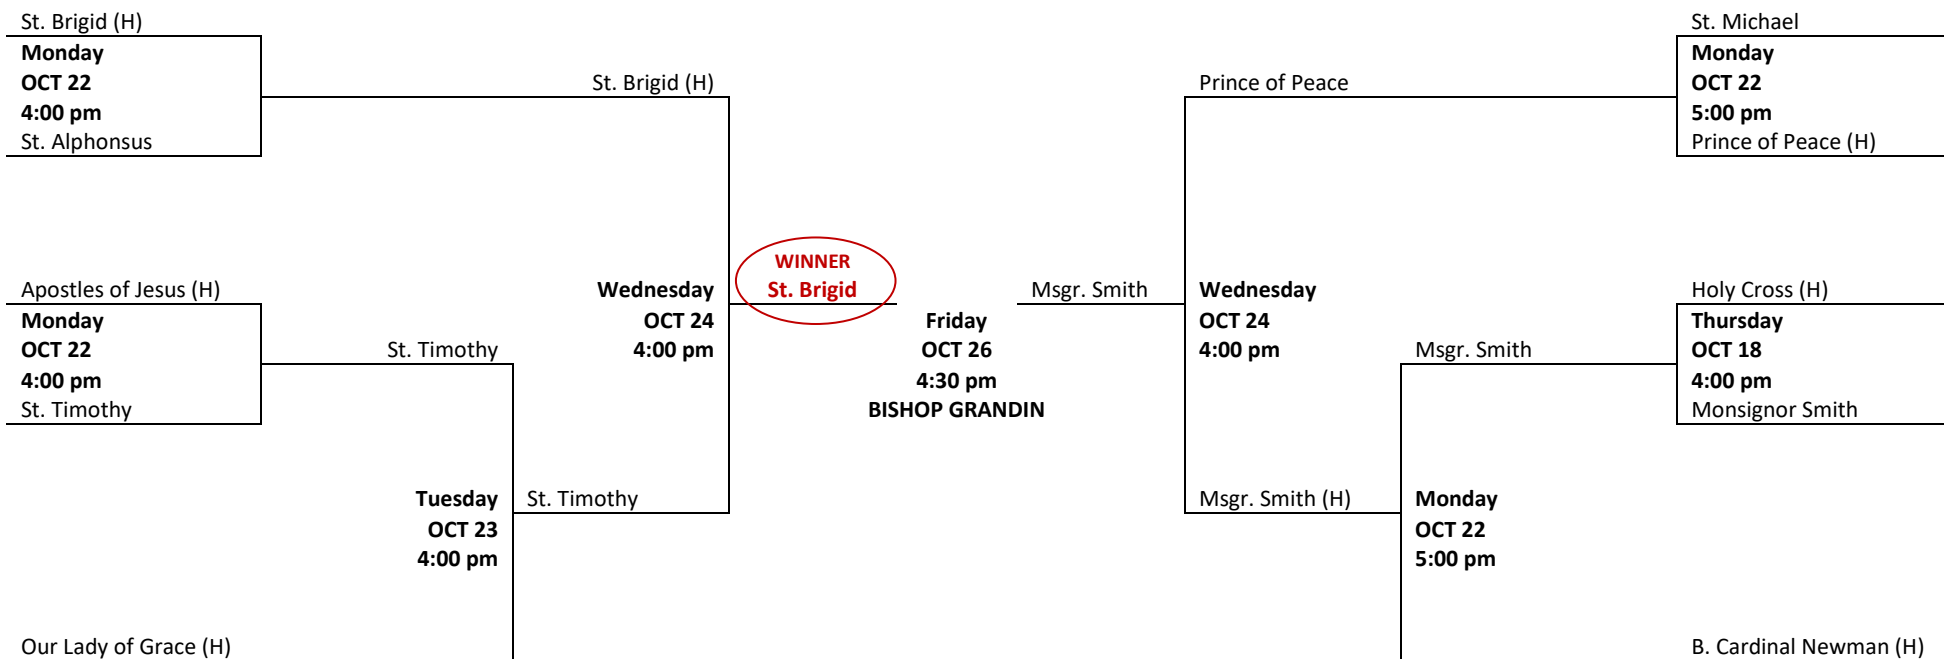 St. Brigid (H)
Monday
OCT 22
4:00 pm
St. Alphonsus
St. Brigid (H)
Apostles of Jesus (H)
Monday
OCT 22
4:00 pm
St. Timothy
St. Timothy
Tuesday
OCT 23
4:00 pm
St. Timothy
Our Lady of Grace (H)
Wednesday
OCT 24
4:00 pm
WINNER
St. Brigid
Friday
OCT 26
4:30 pm
BISHOP GRANDIN
Msgr. Smith
Prince of Peace
Wednesday
OCT 24
4:00 pm
Msgr. Smith (H)
Msgr. Smith
Monday
OCT 22
5:00 pm
St. Michael
Monday
OCT 22
5:00 pm
Prince of Peace (H)
Holy Cross (H)
Thursday
OCT 18
4:00 pm
Monsignor Smith
B. Cardinal Newman (H)